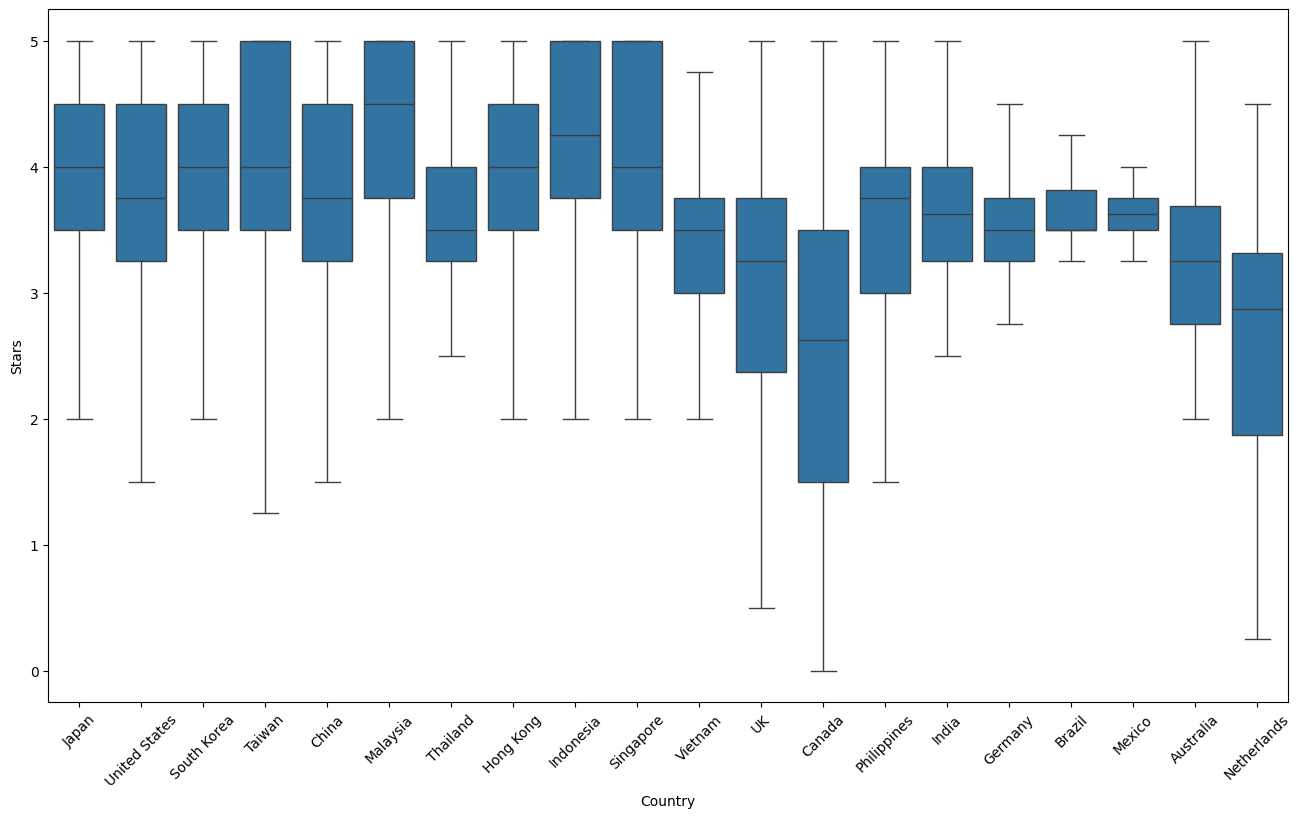 5
4
3
2
1
0
Stars
Japan
United States
South Korea
Taiwan
China
Malaysia
Thailand
Hong Kong
Indonesia
Singapore
Vietnam
UK
Canada
Philippines
India
Germany
Brazil
Mexico
Australia
Netherlands
Country